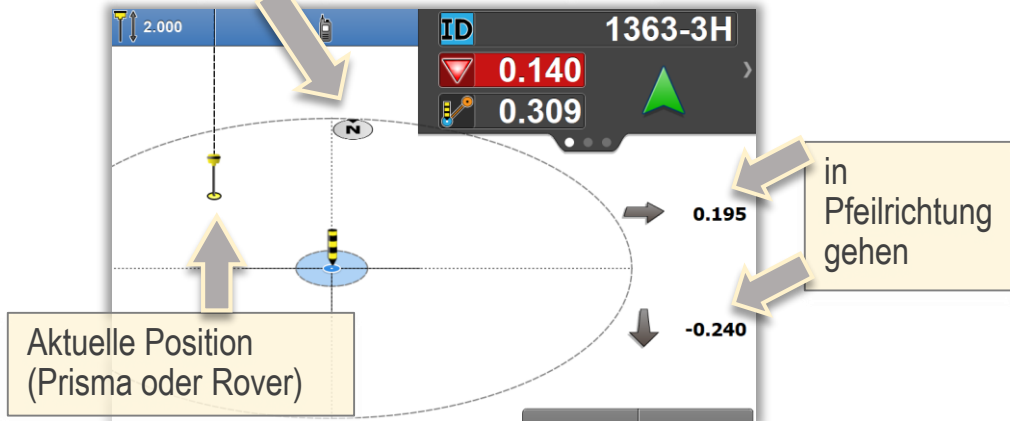 2.000
ID 1363-3H
0.140
0.309
N
in
Pfeilrichtung
gehen
0.195
-0.240
Aktuelle Position
(Prisma oder Rover)